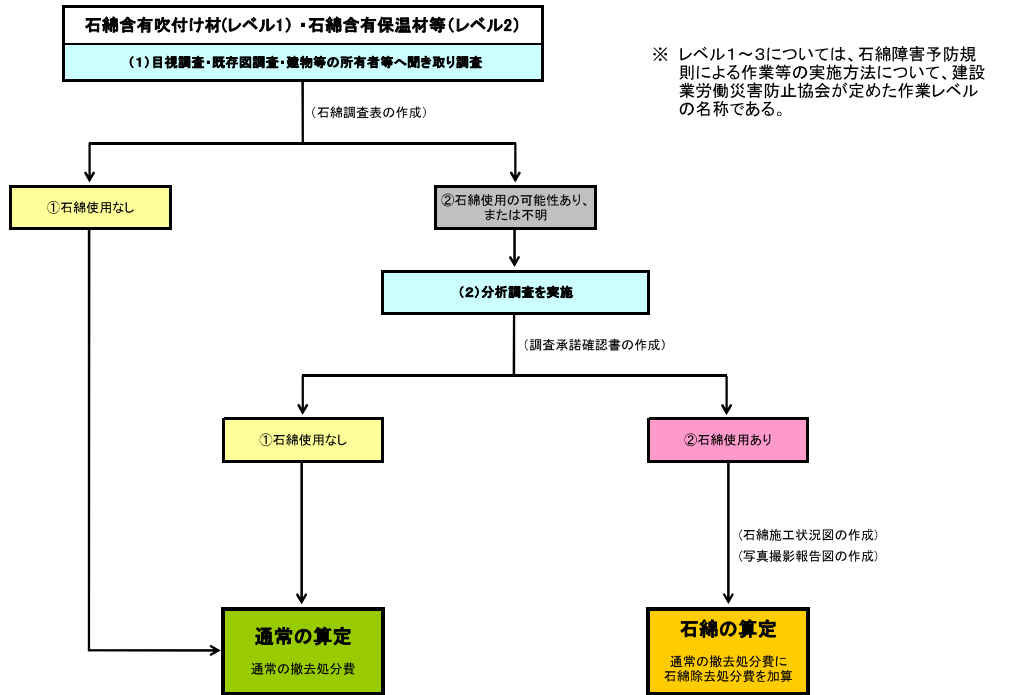 石綿含有吹付け材(レベル1)・石綿含有保温材等(レベル2)
(1)目視調査・既存図調査・建物等の所有者等へ聞き取り調査
※ レベル1～3については、石綿障害予防規
則による作業等の実施方法について、建設
業労働災害防止協会が定めた作業レベル
の名称である。
(石綿調査表の作成)
①石綿使用なし
②石綿使用の可能性あり、
または不明
(2)分析調査を実施
(調査承諾確認書の作成)
①石綿使用なし
②石綿使用あり
(石綿施工状況図の作成)
(写真撮影報告図の作成)
通常の算定
通常の撤去処分費
石綿の算定
通常の撤去処分費に
石綿除去処分費を加算